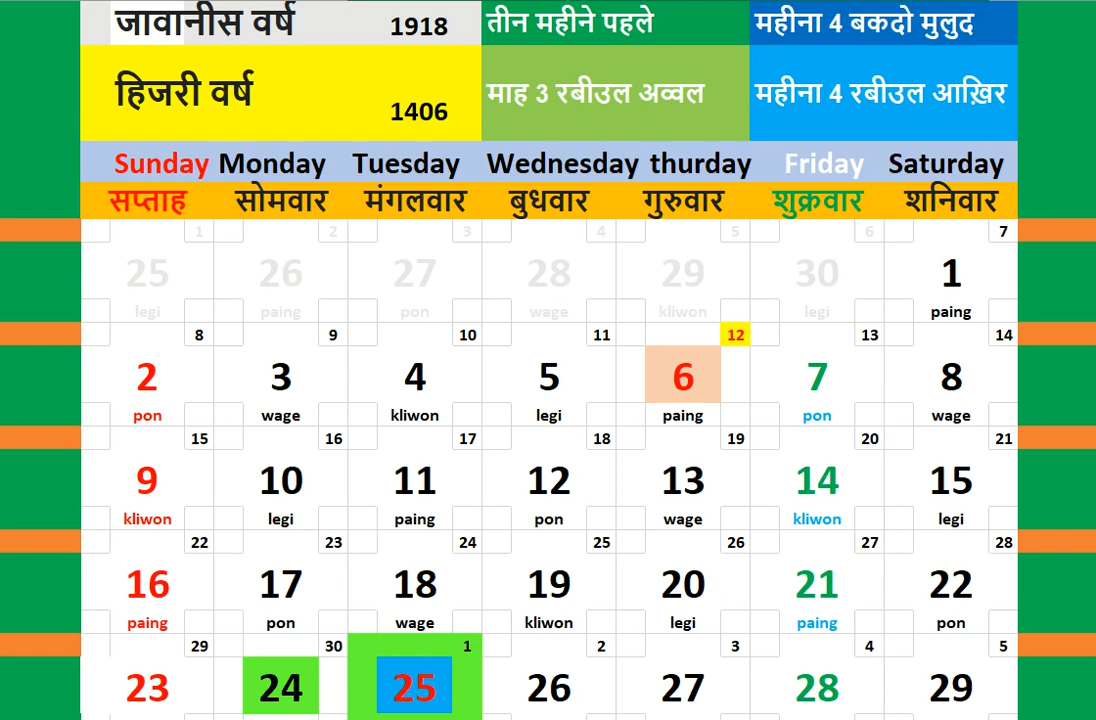 जावानीस वर्ष 1918 तीन महीने पहले महीना 4 बकदो मुलुद
हिजरी वर्ष 1406 माह 3 रबीउल अव्वल महीना 4 रबीउल आख़िर
Sunday Monday Tuesday Wednesday thurday Friday Saturday
सप्ताह सोमवार मंगलवार बुधवार गुरुवार शुक्रवार शनिवार
1 2 3 4 5 6 7
25 26 27 28 29 30 1
legi paing pon wage kliwon legi paing
8 9 10 11 12 13 14
2 3 4 5 6 7 8
pon wage kliwon legi paing pon wage
15 16 17 18 19 20 21
9 10 11 12 13 14 15
kliwon legi paing pon wage kliwon legi
22 23 24 25 26 27 28
16 17 18 19 20 21 22
paing pon wage kliwon legi paing pon
29 30 1 2 3 4 5
23 24 25 26 27 28 29